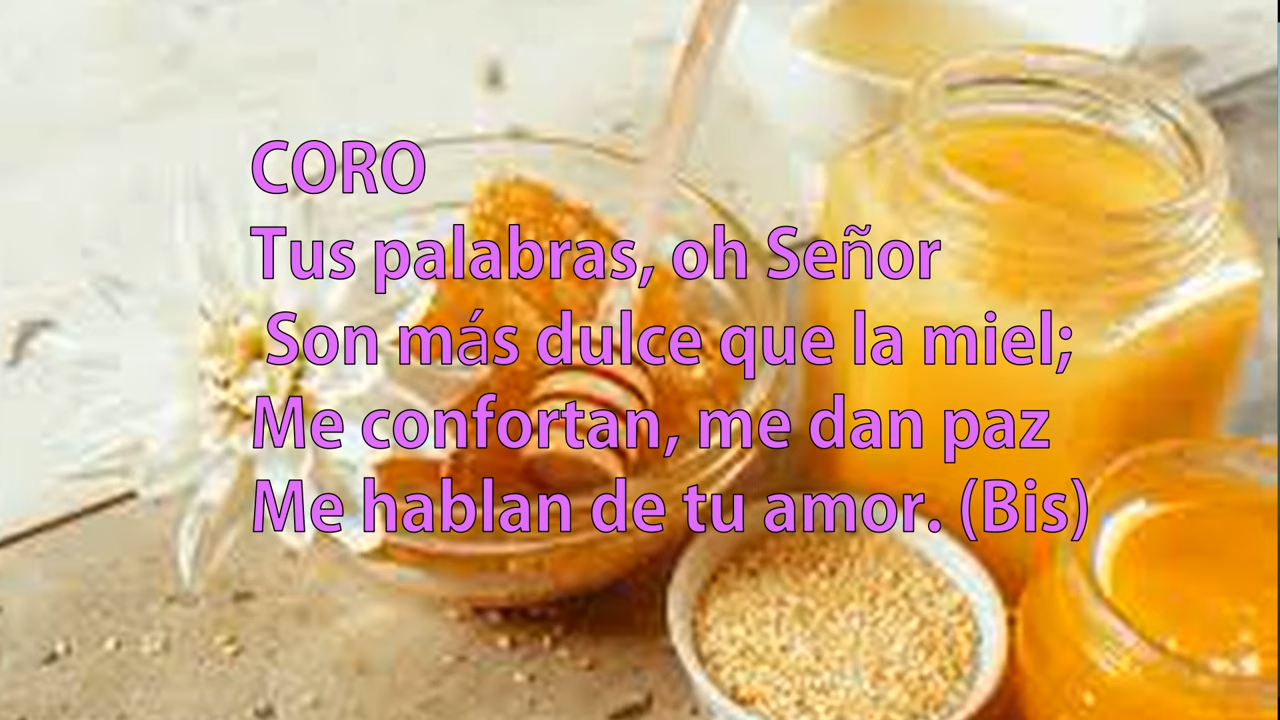 CORO
Tus palabras, oh Señor
Son más dulce que la miel;
Me confortan, me dan paz
Me hablan de tu amor. (Bis)